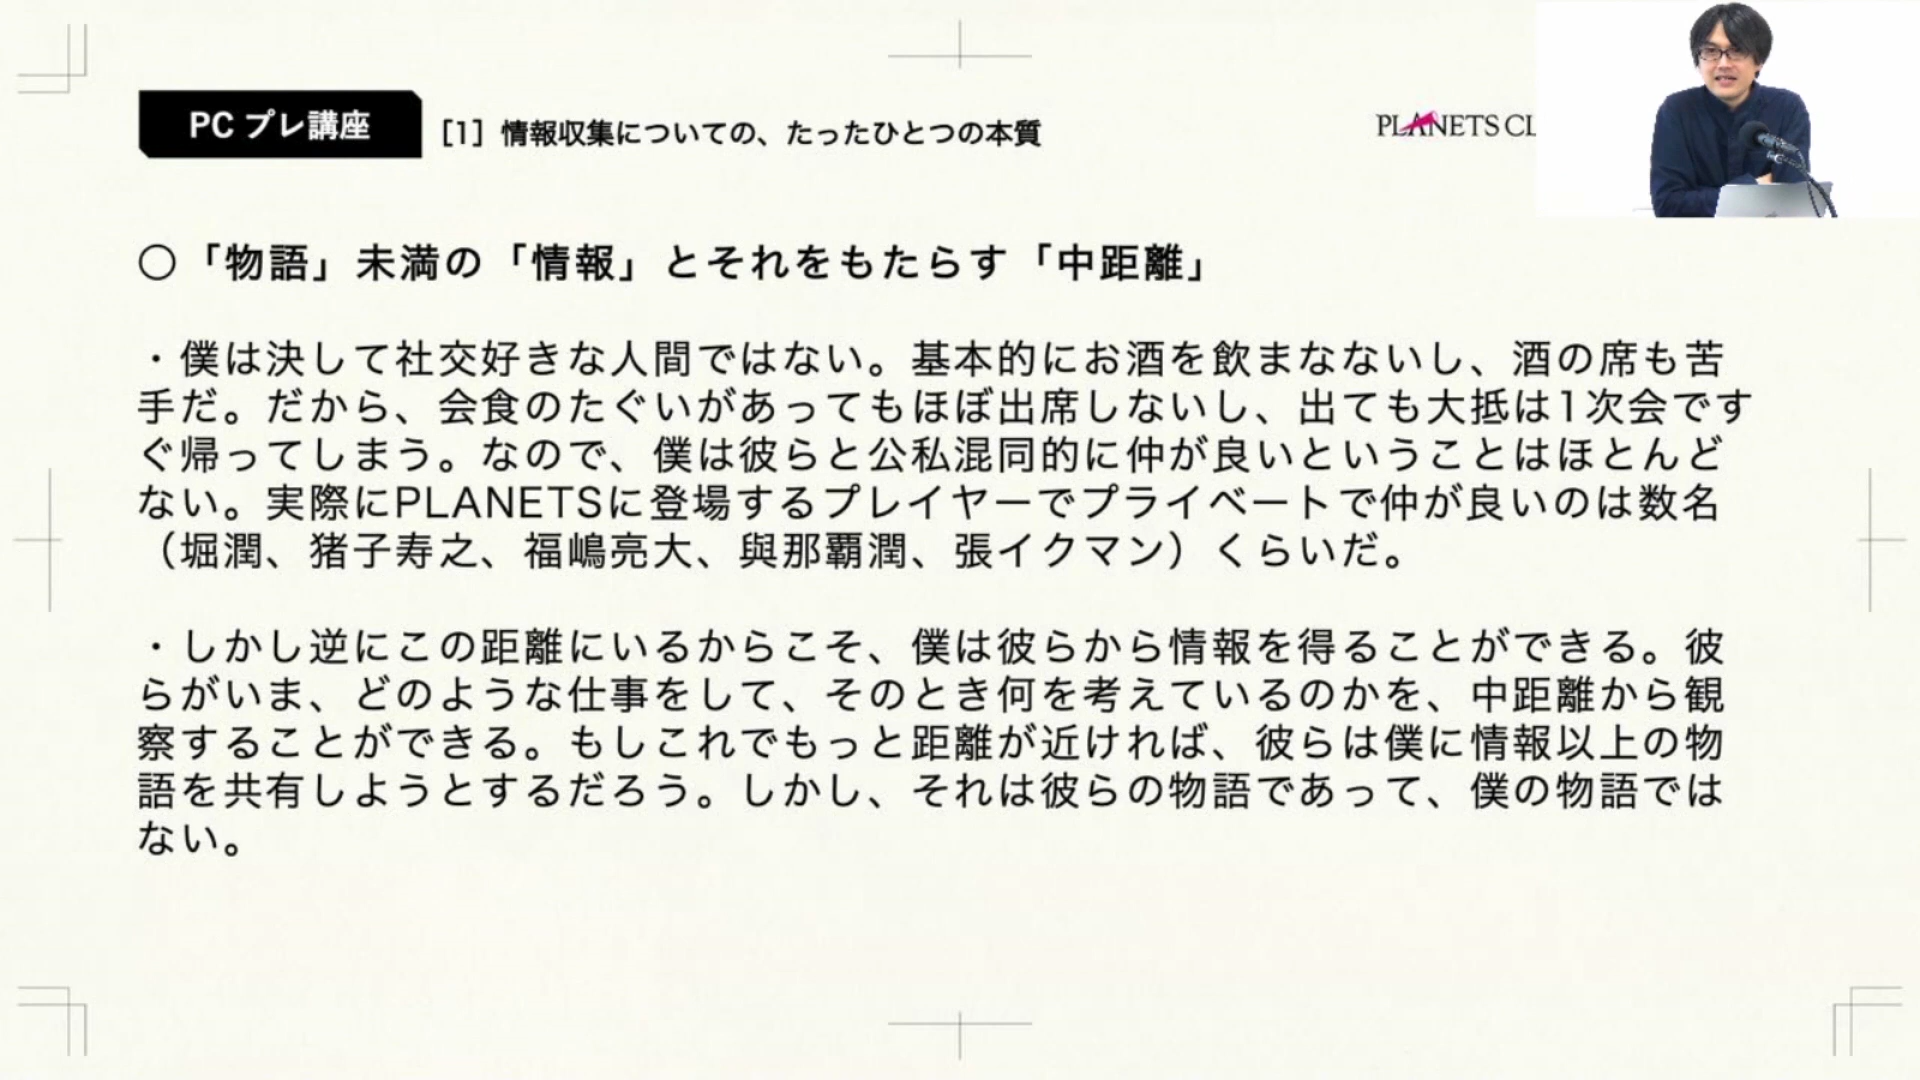 PC プレ講座
［1］情報収集についての、たったひとつの本質
PLANETS CL
〇「物語」未満の「情報」とそれをもたらす「中距離」
・僕は決して社交好きな人間ではない。基本的にお酒を飲まなないし、酒の席も苦
手だ。だから、会食のたぐいがあってもほぼ出席しないし、出ても大抵は1次会です
ぐ帰ってしまう。なので、僕は彼らと公私混同的に仲が良いということはほとんど
ない。実際にPLANETSに登場するプレイヤーでプライベートで仲が良いのは数名
（堀潤、猪子寿之、福嶋亮大、與那覇潤、張イクマン）くらいだ。
・しかし逆にこの距離にいるからこそ、僕は彼らから情報を得ることができる。彼
らがいま、どのような仕事をして、そのとき何を考えているのかを、中距離から観
察することができる。もしこれでもっと距離が近ければ、彼らは僕に情報以上の物
語を共有しようとするだろう。しかし、それは彼らの物語であって、僕の物語では
ない。